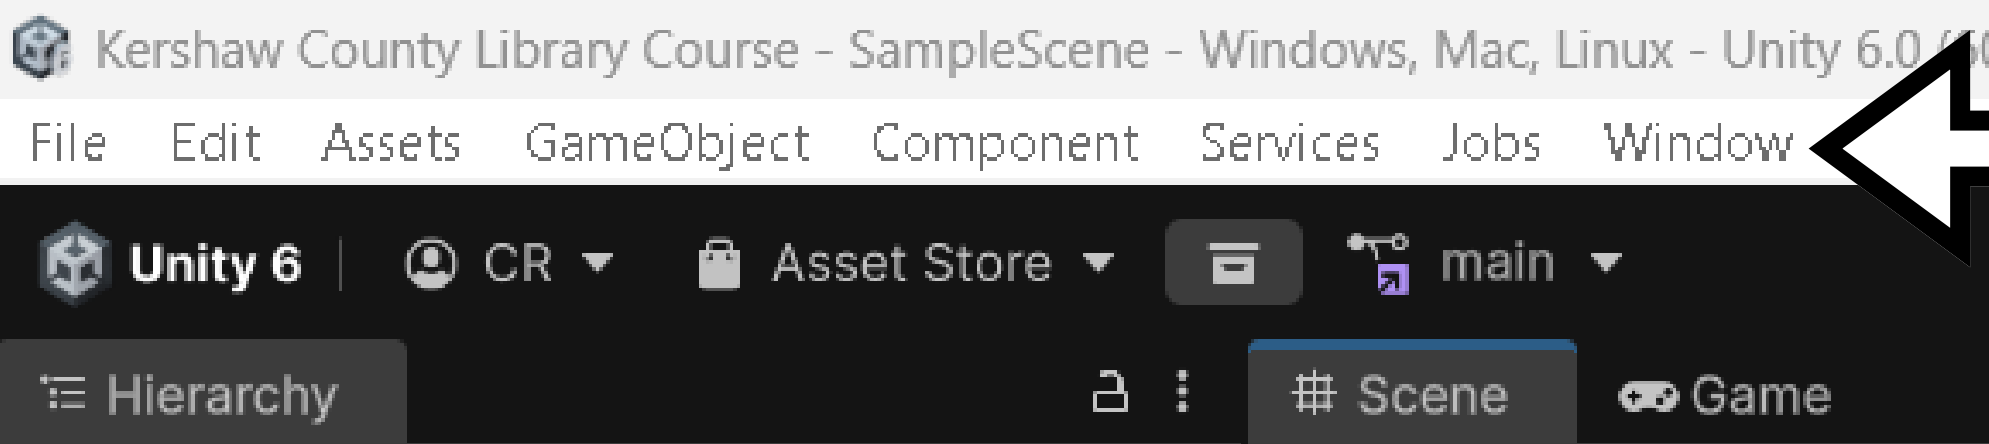 Kershaw County Library Course - SampleScene - Windows, Mac, Linux - Unity 6.0
File Edit Assets GameObject Component Services Jobs Window
Unity 6 CR Asset Store main
Hierarchy Scene Game